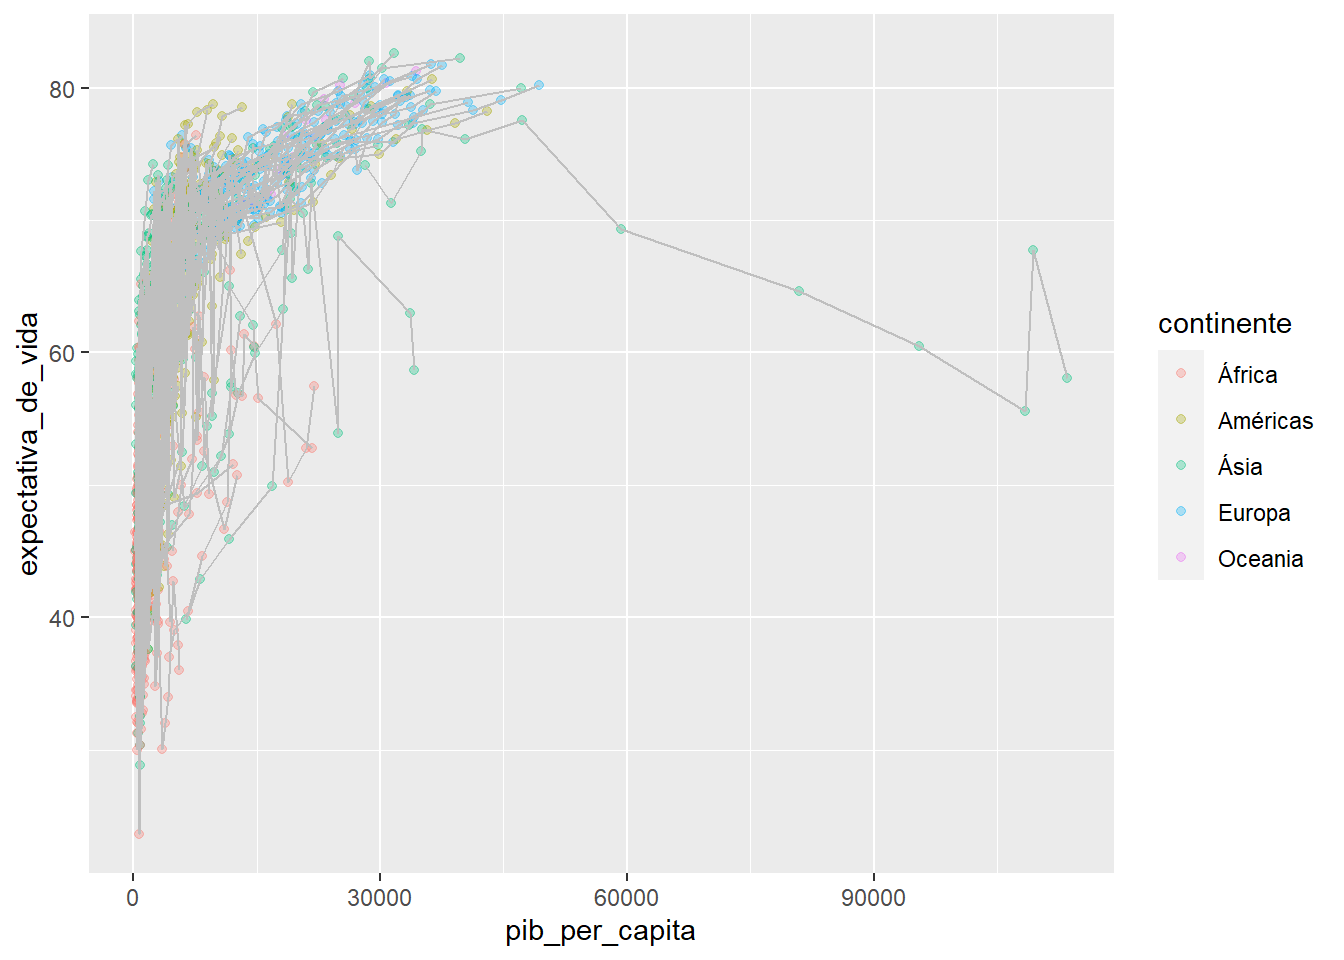 80
60
40
expectativa_de_vida
0 30000 60000 90000
pib_per_capita
continente
África
Américas
Ásia
Europa
Oceania